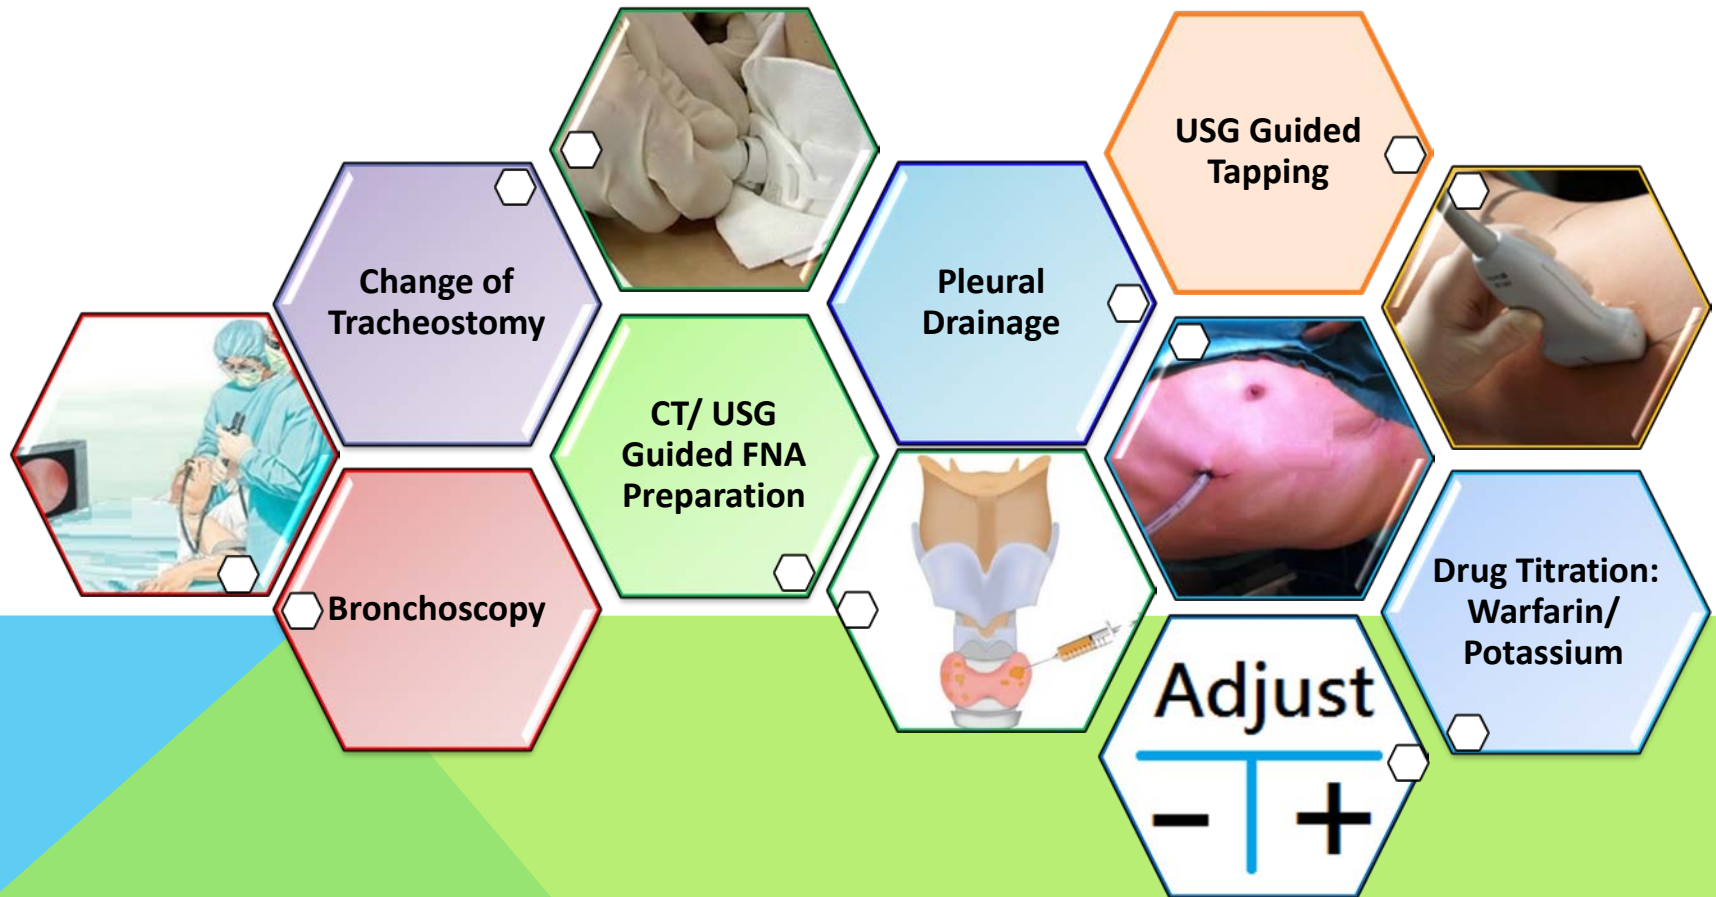 Change of
Tracheostomy
Bronchoscopy
CT/ USG
Guided FNA
Preparation
Pleural
Drainage
USG Guided
Tapping
Drug Titration:
Warfarin/
Potassium
Adjust
- +